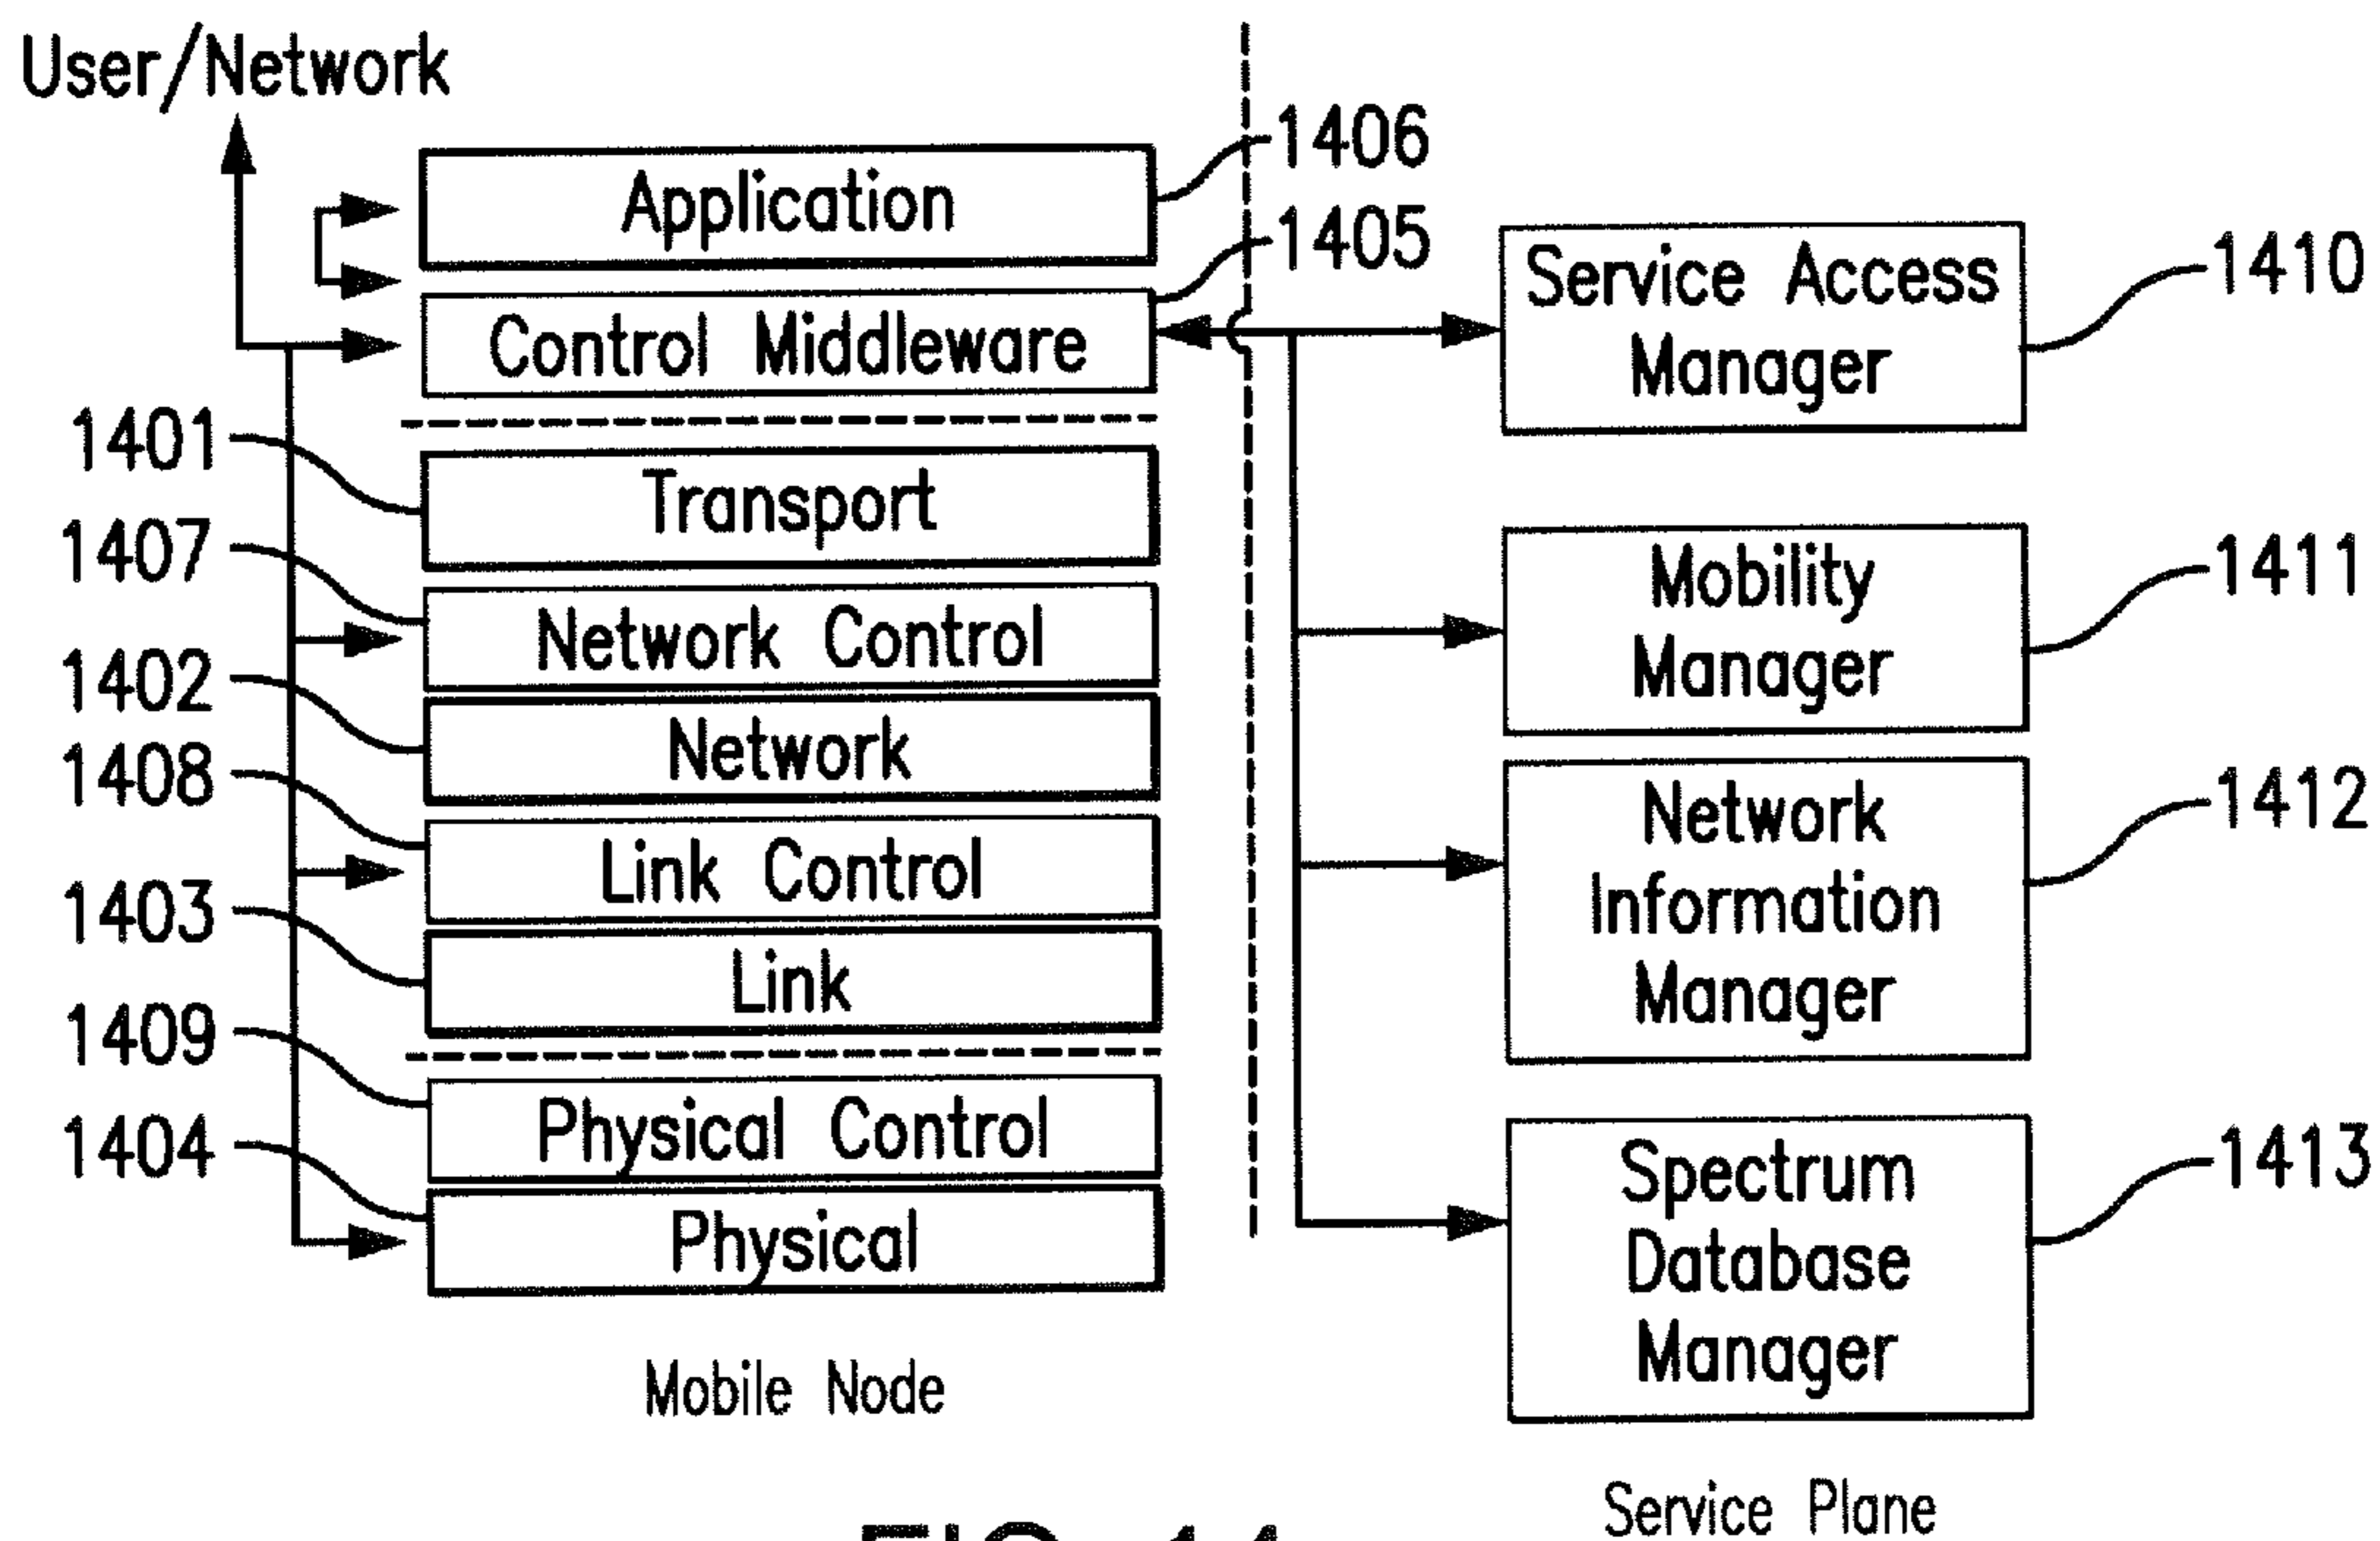 User/Network
Application
1406
Control Middleware
1405
1401
Transport
1407
Network Control
1402
Network
1408
Link Control
1403
Link
1409
Physical Control
1404
Physical
Mobile Node
Service Access
Manager
1410
Mobility
Manager
1411
Network
Information
Manager
1412
Spectrum
Database
Manager
1413
Service Plane